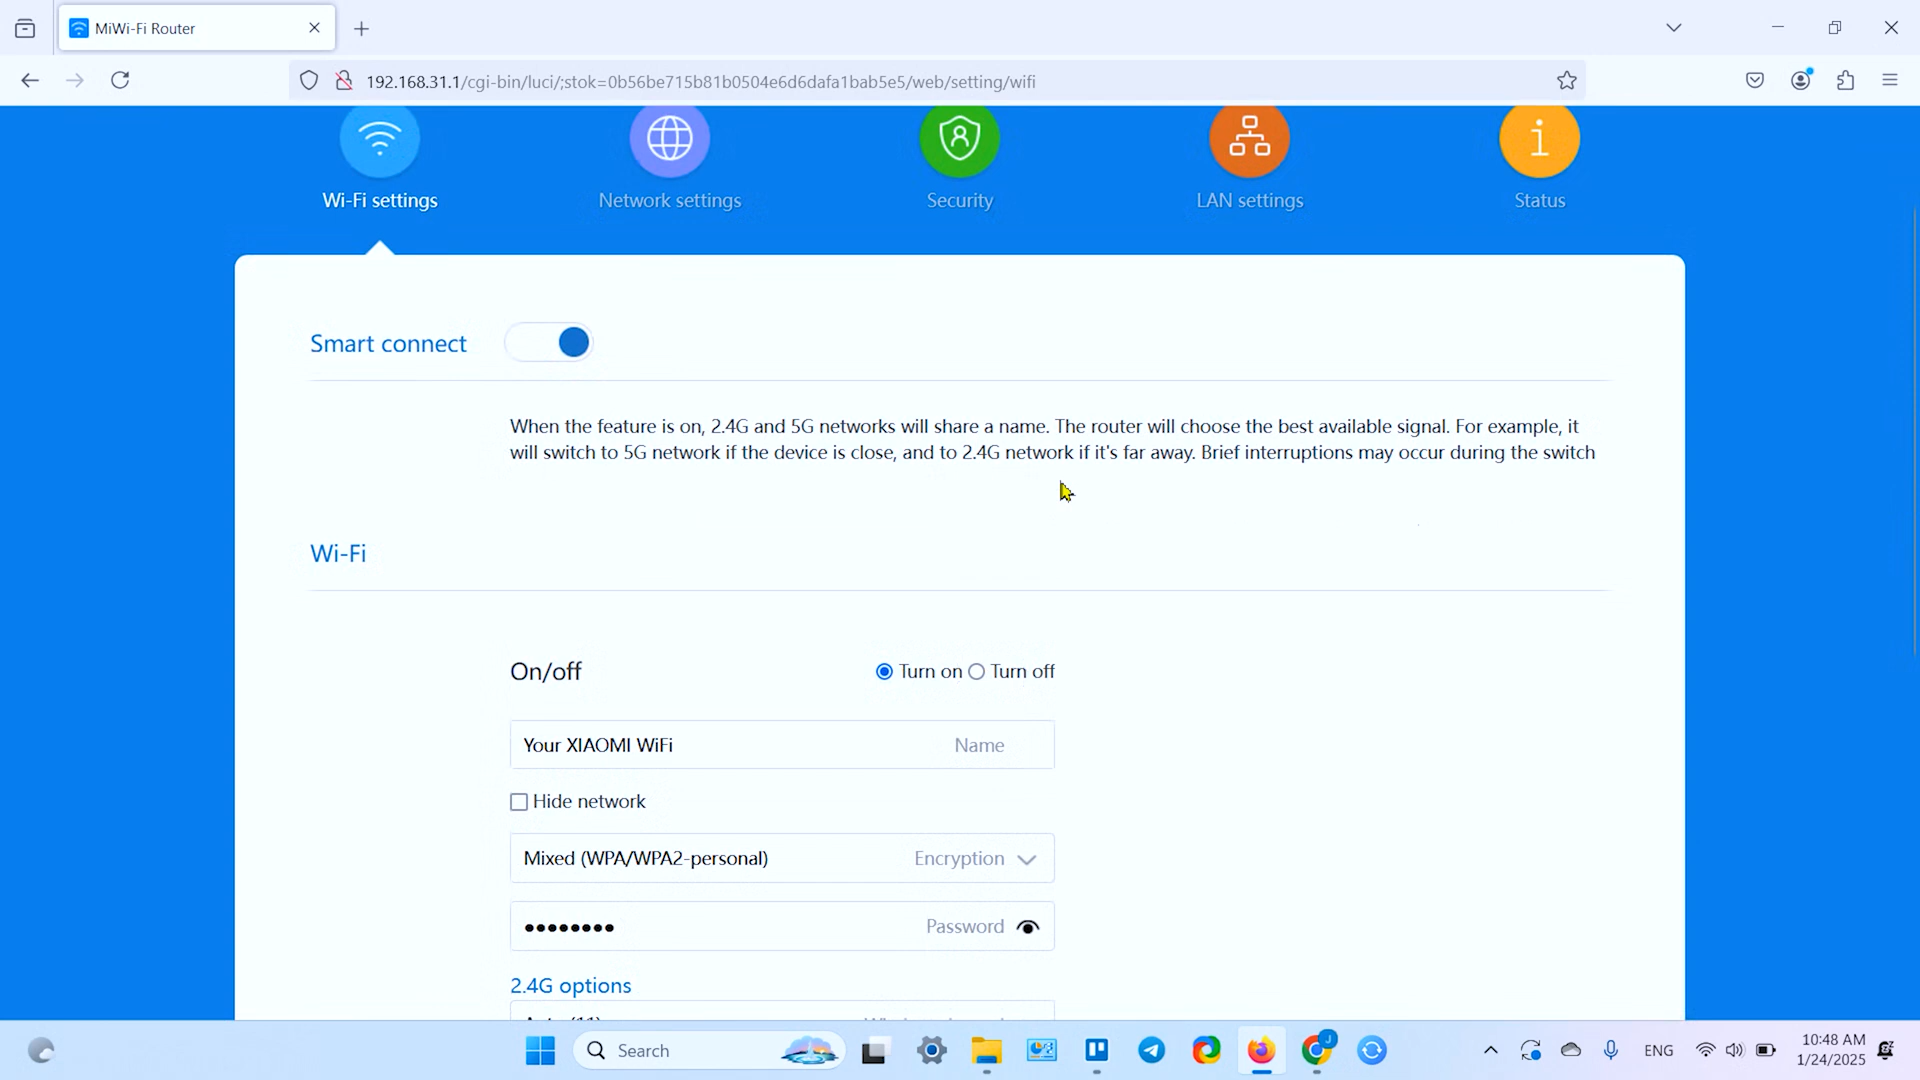 MiWi-Fi Router
192.168.31.1/cgi-bin/luci/;stok=0b56be715b81b0504e6d6dafa1bab5e5/web/setting/wifi
Wi-Fi settings
Network settings
Security
LAN settings
Status
Smart connect
When the feature is on, 2.4G and 5G networks will share a name. The router will choose the best available signal. For example, it
will switch to 5G network if the device is close, and to 2.4G network if it's far away. Brief interruptions may occur during the switch
Wi-Fi
On/off
Turn on
Turn off
Your XIAOMI WiFi
Name
Hide network
Mixed (WPA/WPA2-personal)
Encryption
Password
2.4G options
Search
J
ENG
10:48 AM
1/24/2025